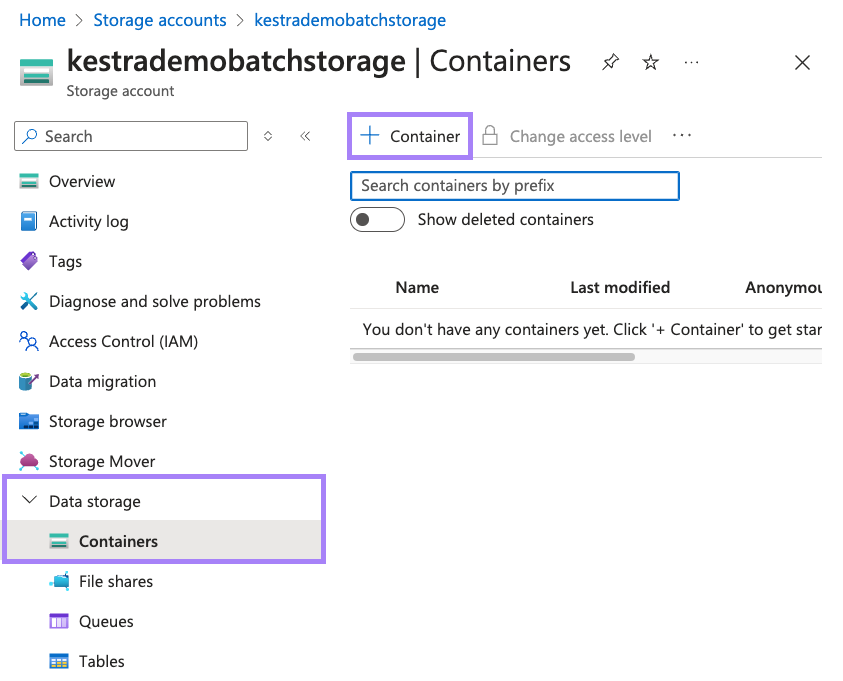 Home > Storage accounts > kestrademobatchstorage
kestrademobatchstorage | Containers
Storage account
Search
Container
Change access level
Search containers by prefix
Show deleted containers
Name Last modified Anonymou
You don't have any containers yet. Click '+ Container' to get star
Overview
Activity log
Tags
Diagnose and solve problems
Access Control (IAM)
Data migration
Storage browser
Storage Mover
Data storage
Containers
File shares
Queues
Tables